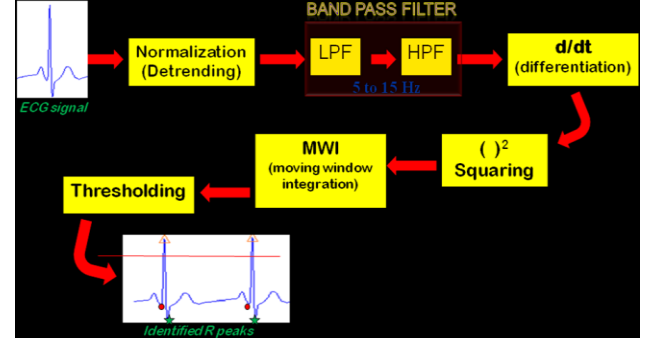 BAND PASS FILTER
LPF
HPF
5 to 15 Hz
Normalization
(Detrending)
d/dt
(differentiation)
ECG signal
( )²
Squaring
MWI
(moving window
integration)
Thresholding
Identified R peaks